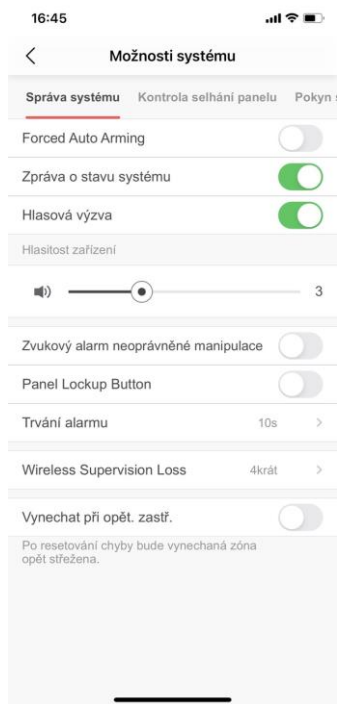 16:45
Možnosti systému
Správa systému Kontrola selhání panelu Pokyn s
Forced Auto Arming
Zpráva o stavu systému
Hlasová výzva
Hlasitost zařízení
3
Zvukový alarm neoprávněné manipulace
Panel Lockup Button
Trvání alarmu 10s
Wireless Supervision Loss 4krát
Vynechat při opět. zastř.
Po resetování chyby bude vynechaná zóna
opět střežena.